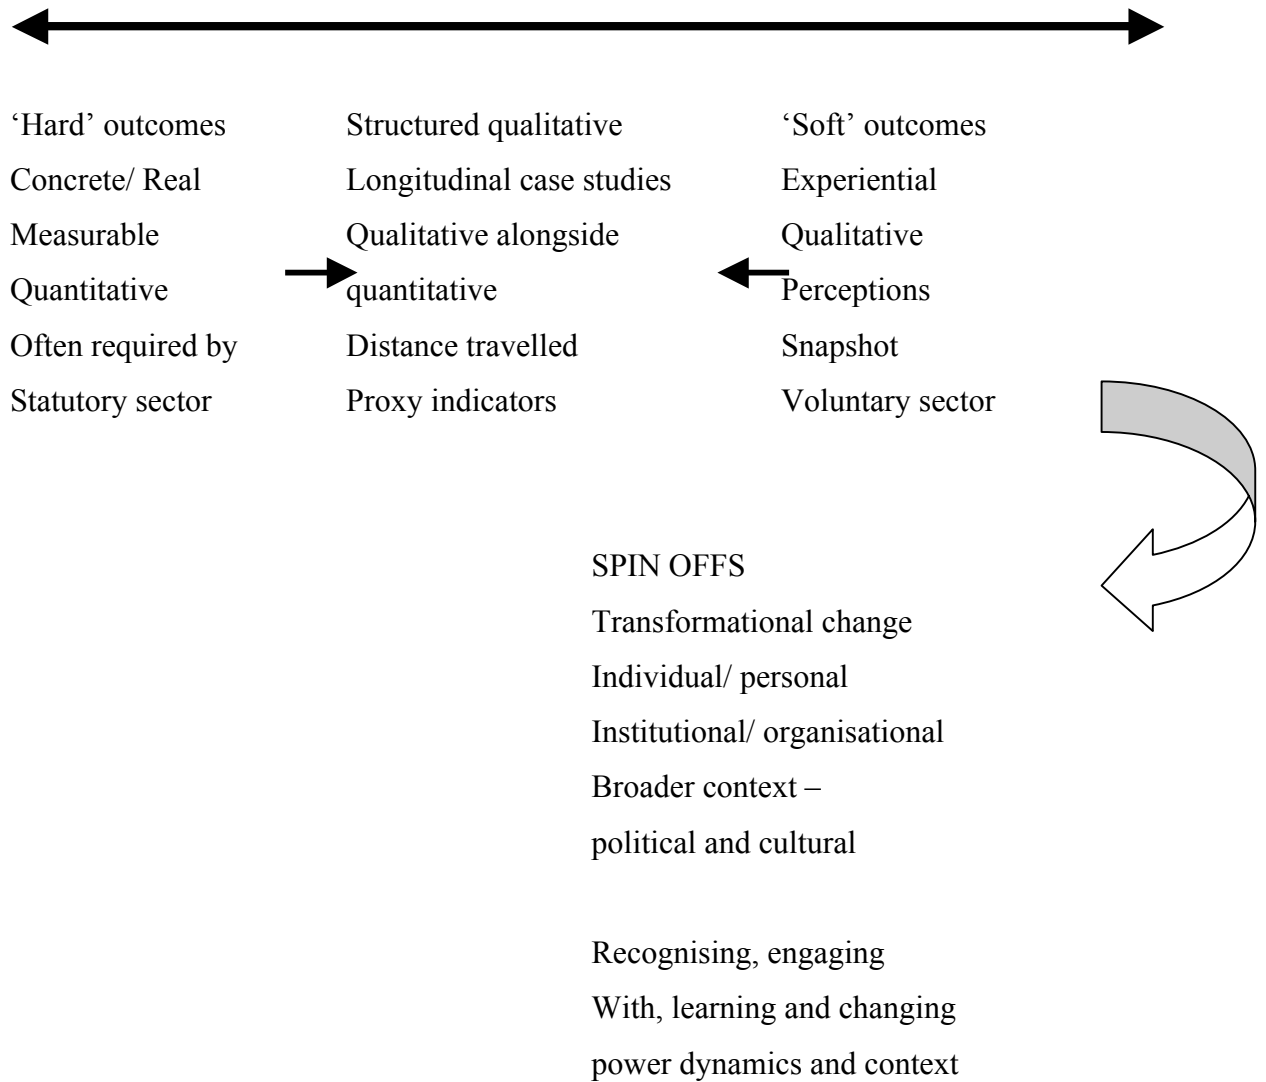 ‘Hard’ outcomes
Concrete/ Real
Measurable
Quantitative
Often required by
Statutory sector
Structured qualitative
Longitudinal case studies
Qualitative alongside
quantitative
Distance travelled
Proxy indicators
‘Soft’ outcomes
Experiential
Qualitative
Perceptions
Snapshot
Voluntary sector
SPIN OFFS
Transformational change
Individual/ personal
Institutional/ organisational
Broader context –
political and cultural
Recognising, engaging
With, learning and changing
power dynamics and context